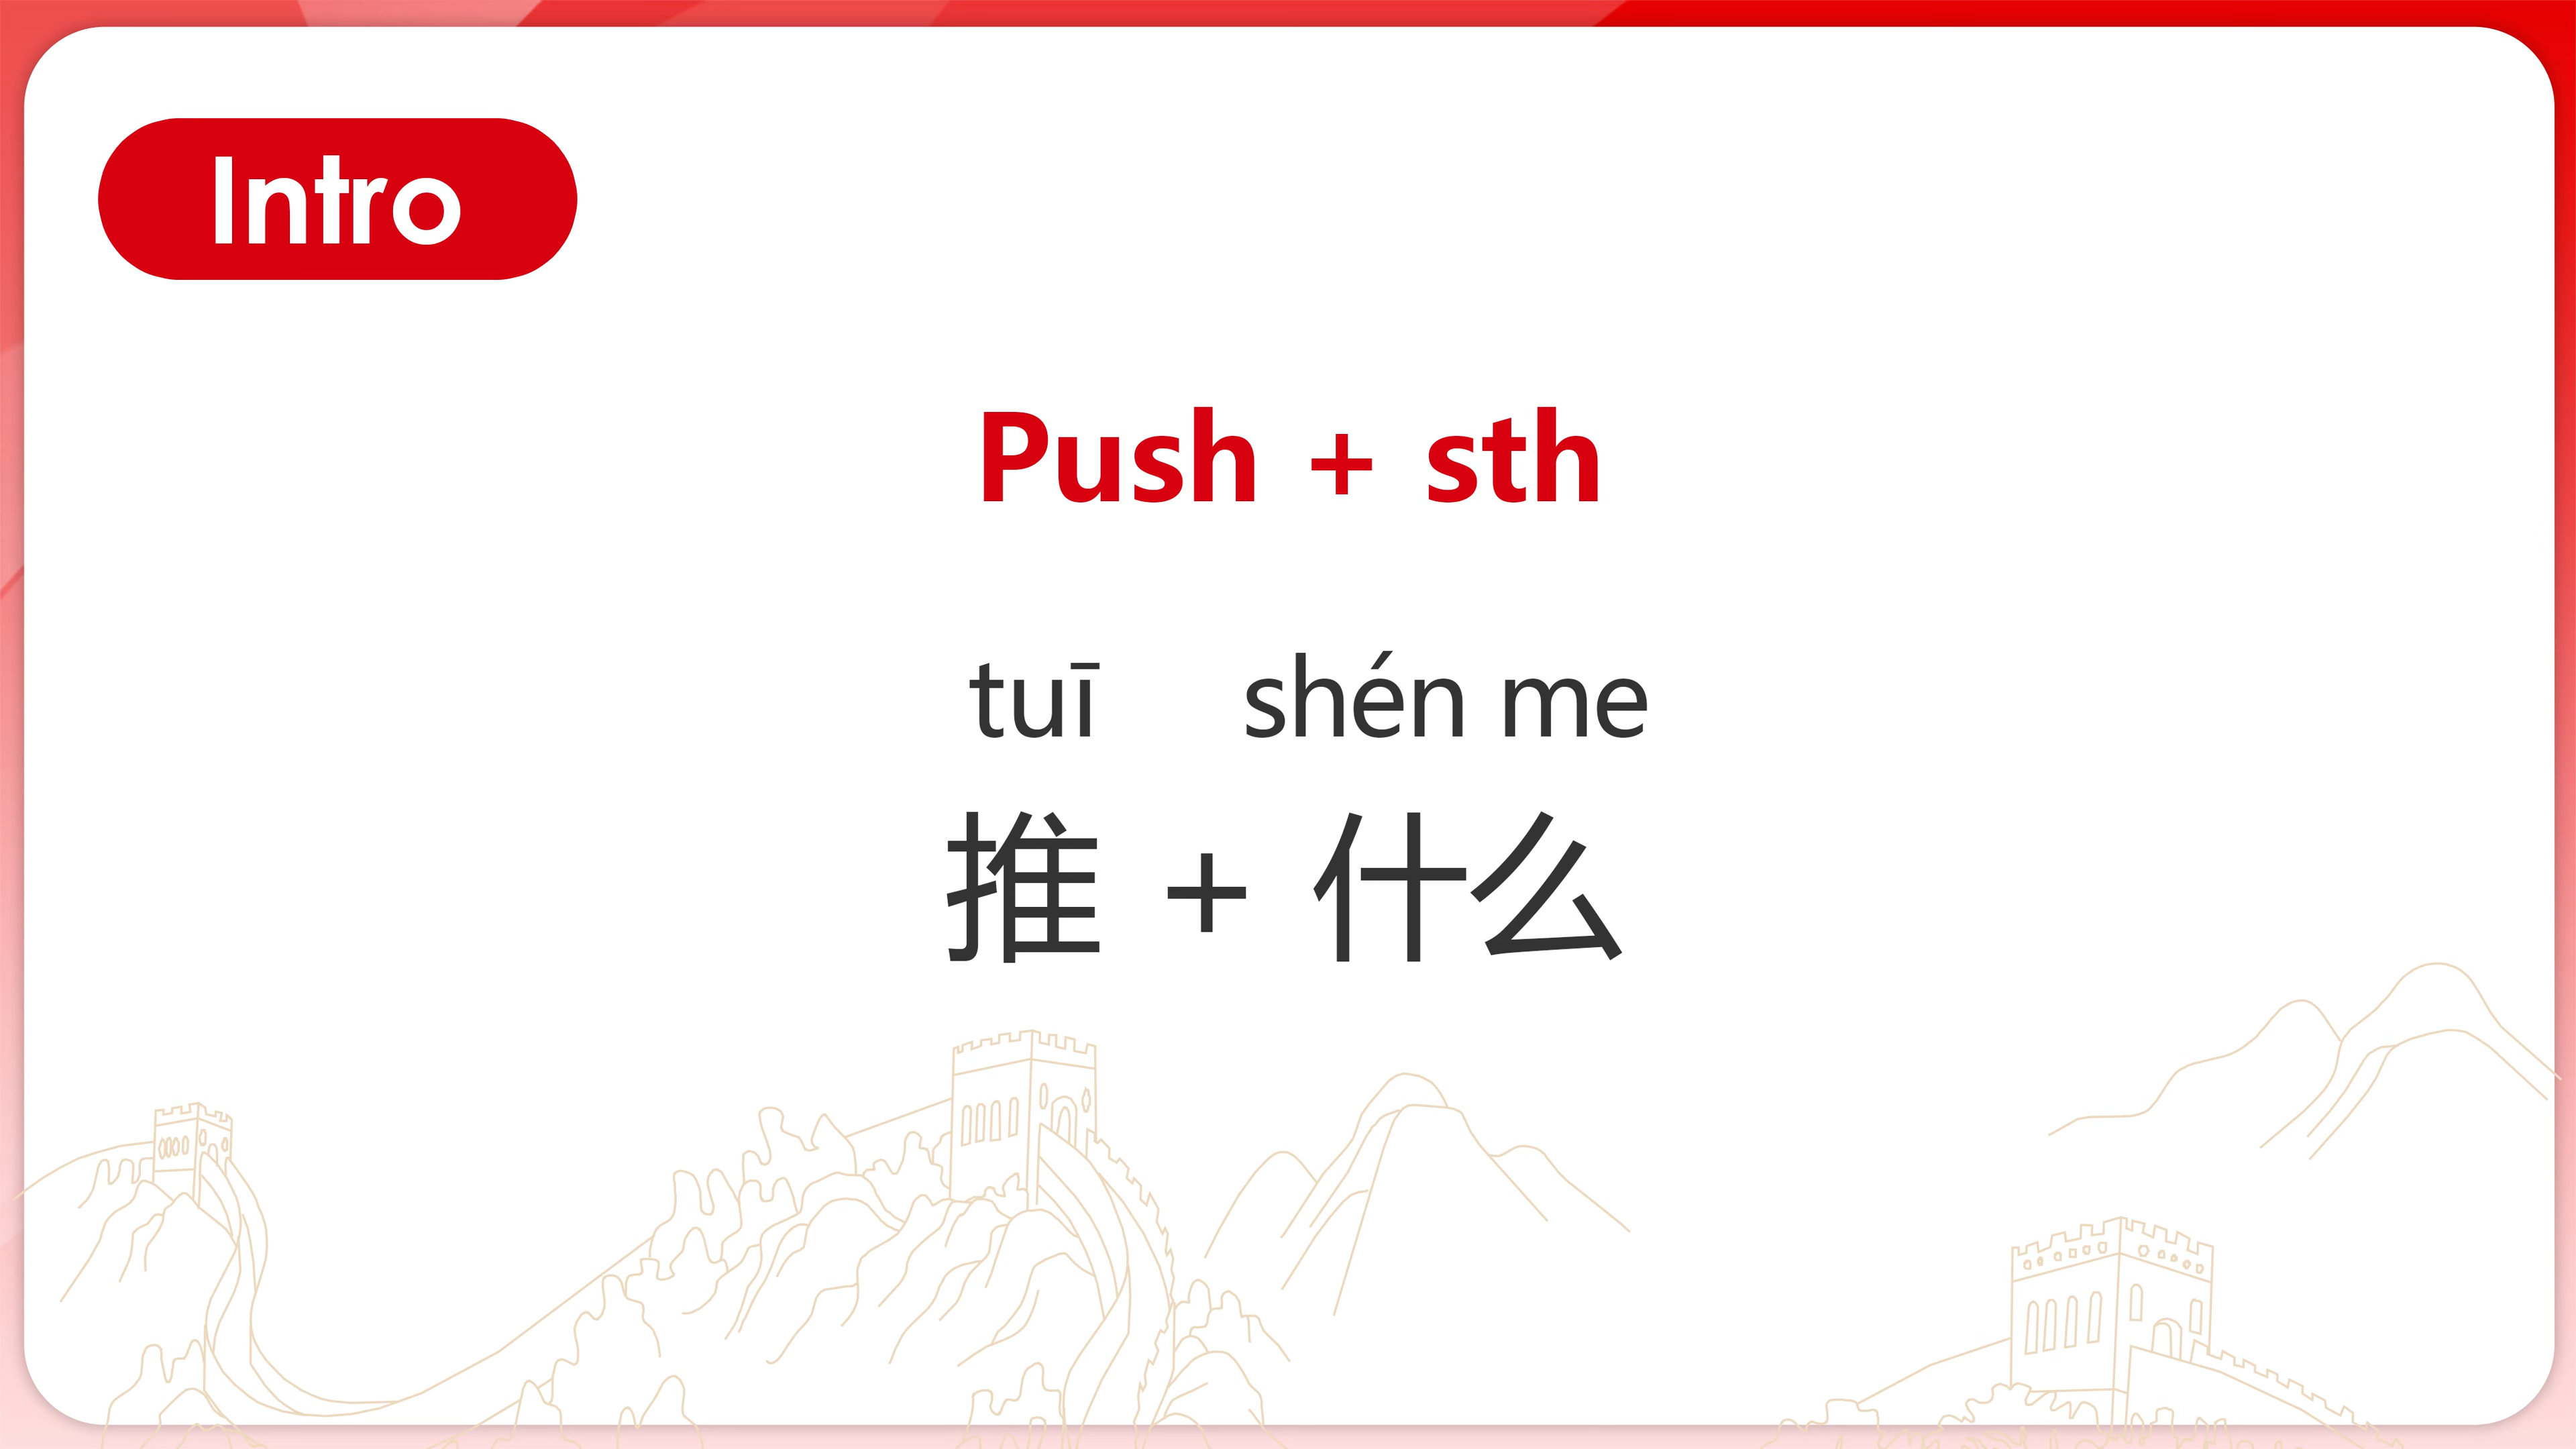 Intro
Push + sth
tuī shén me
推 + 什么